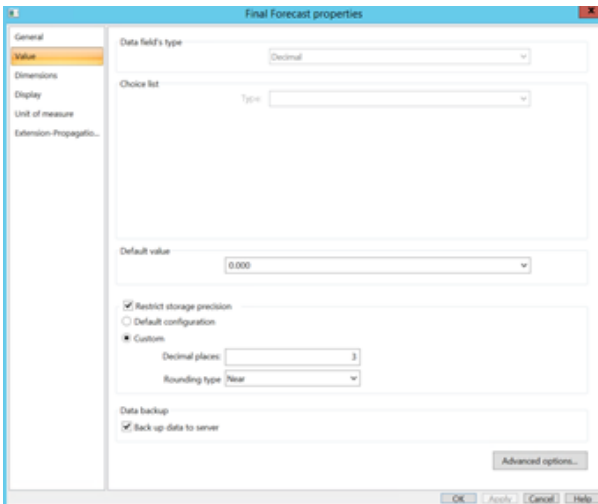 Final Forecast properties
General
Value
Dimensions
Display
Unit of measure
Extension-Propagatio...
Data field's type
Decimal
Choice list
Type:
Default value
0.000
Restrict storage precision
Default configuration
Custom
Decimal places: 3
Rounding type Near
Data backup
Back up data to server
Advanced options...
OK Apply Cancel Help